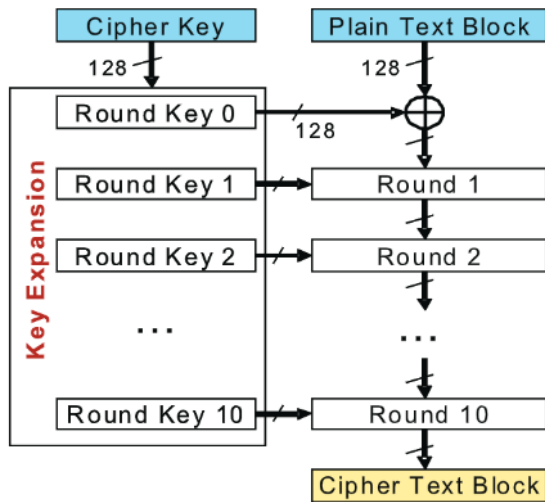 Cipher Key
Plain Text Block
128
128
Round Key 0
128
Round Key 1
Round 1
Round Key 2
Round 2
Key Expansion
...
...
Round Key 10
Round 10
Cipher Text Block